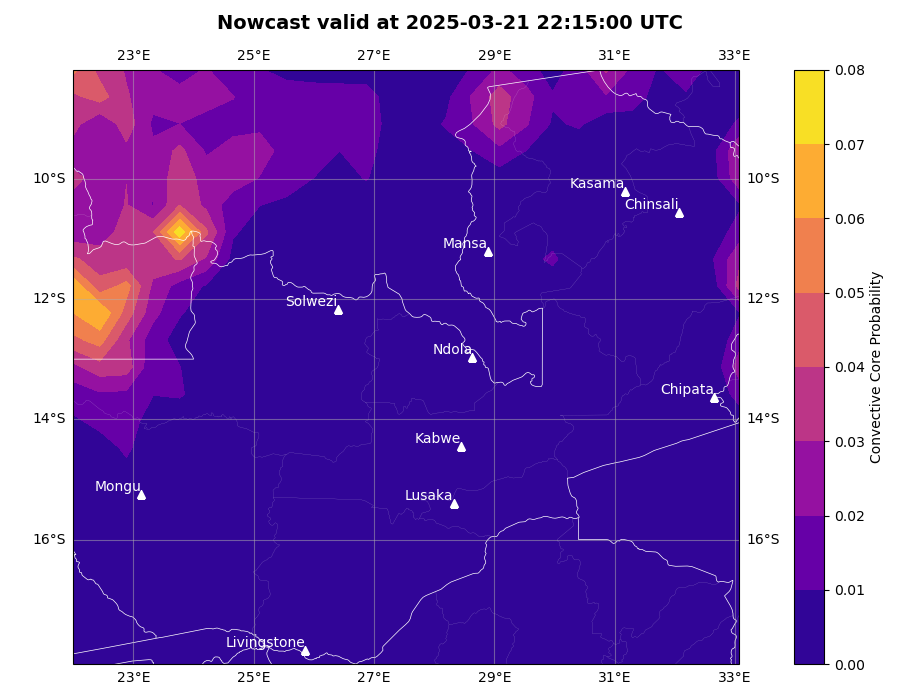 Nowcast valid at 2025-03-21 22:15:00 UTC
23°E 25°E 27°E 29°E 31°E 33°E
0.08
0.07
10°S Kasama 10°S
Chinsali
0.06
Mansa
0.05
12°S Solwezi 12°S
0.04
Ndola
Chipata
14°S 14°S
0.03
Kabwe
Mongu Lusaka
0.02
16°S 16°S
0.01
Livingstone
0.00
23°E 25°E 27°E 29°E 31°E 33°E
Convective Core Probability